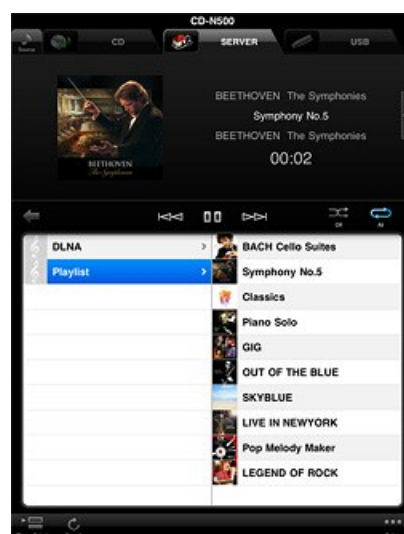 CD-N500
Source
CD
SERVER
USB
BEETHOVEN The Symphonies
Symphony No.5
BEETHOVEN The Symphonies
00:02
BEETHOVEN
The Symphonies
Off
All
DLNA
Playlist
BACH Cello Suites
Symphony No.5
Classics
Piano Solo
GIG
OUT OF THE BLUE
SKYBLUE
LIVE IN NEWYORK
Pop Melody Maker
LEGEND OF ROCK